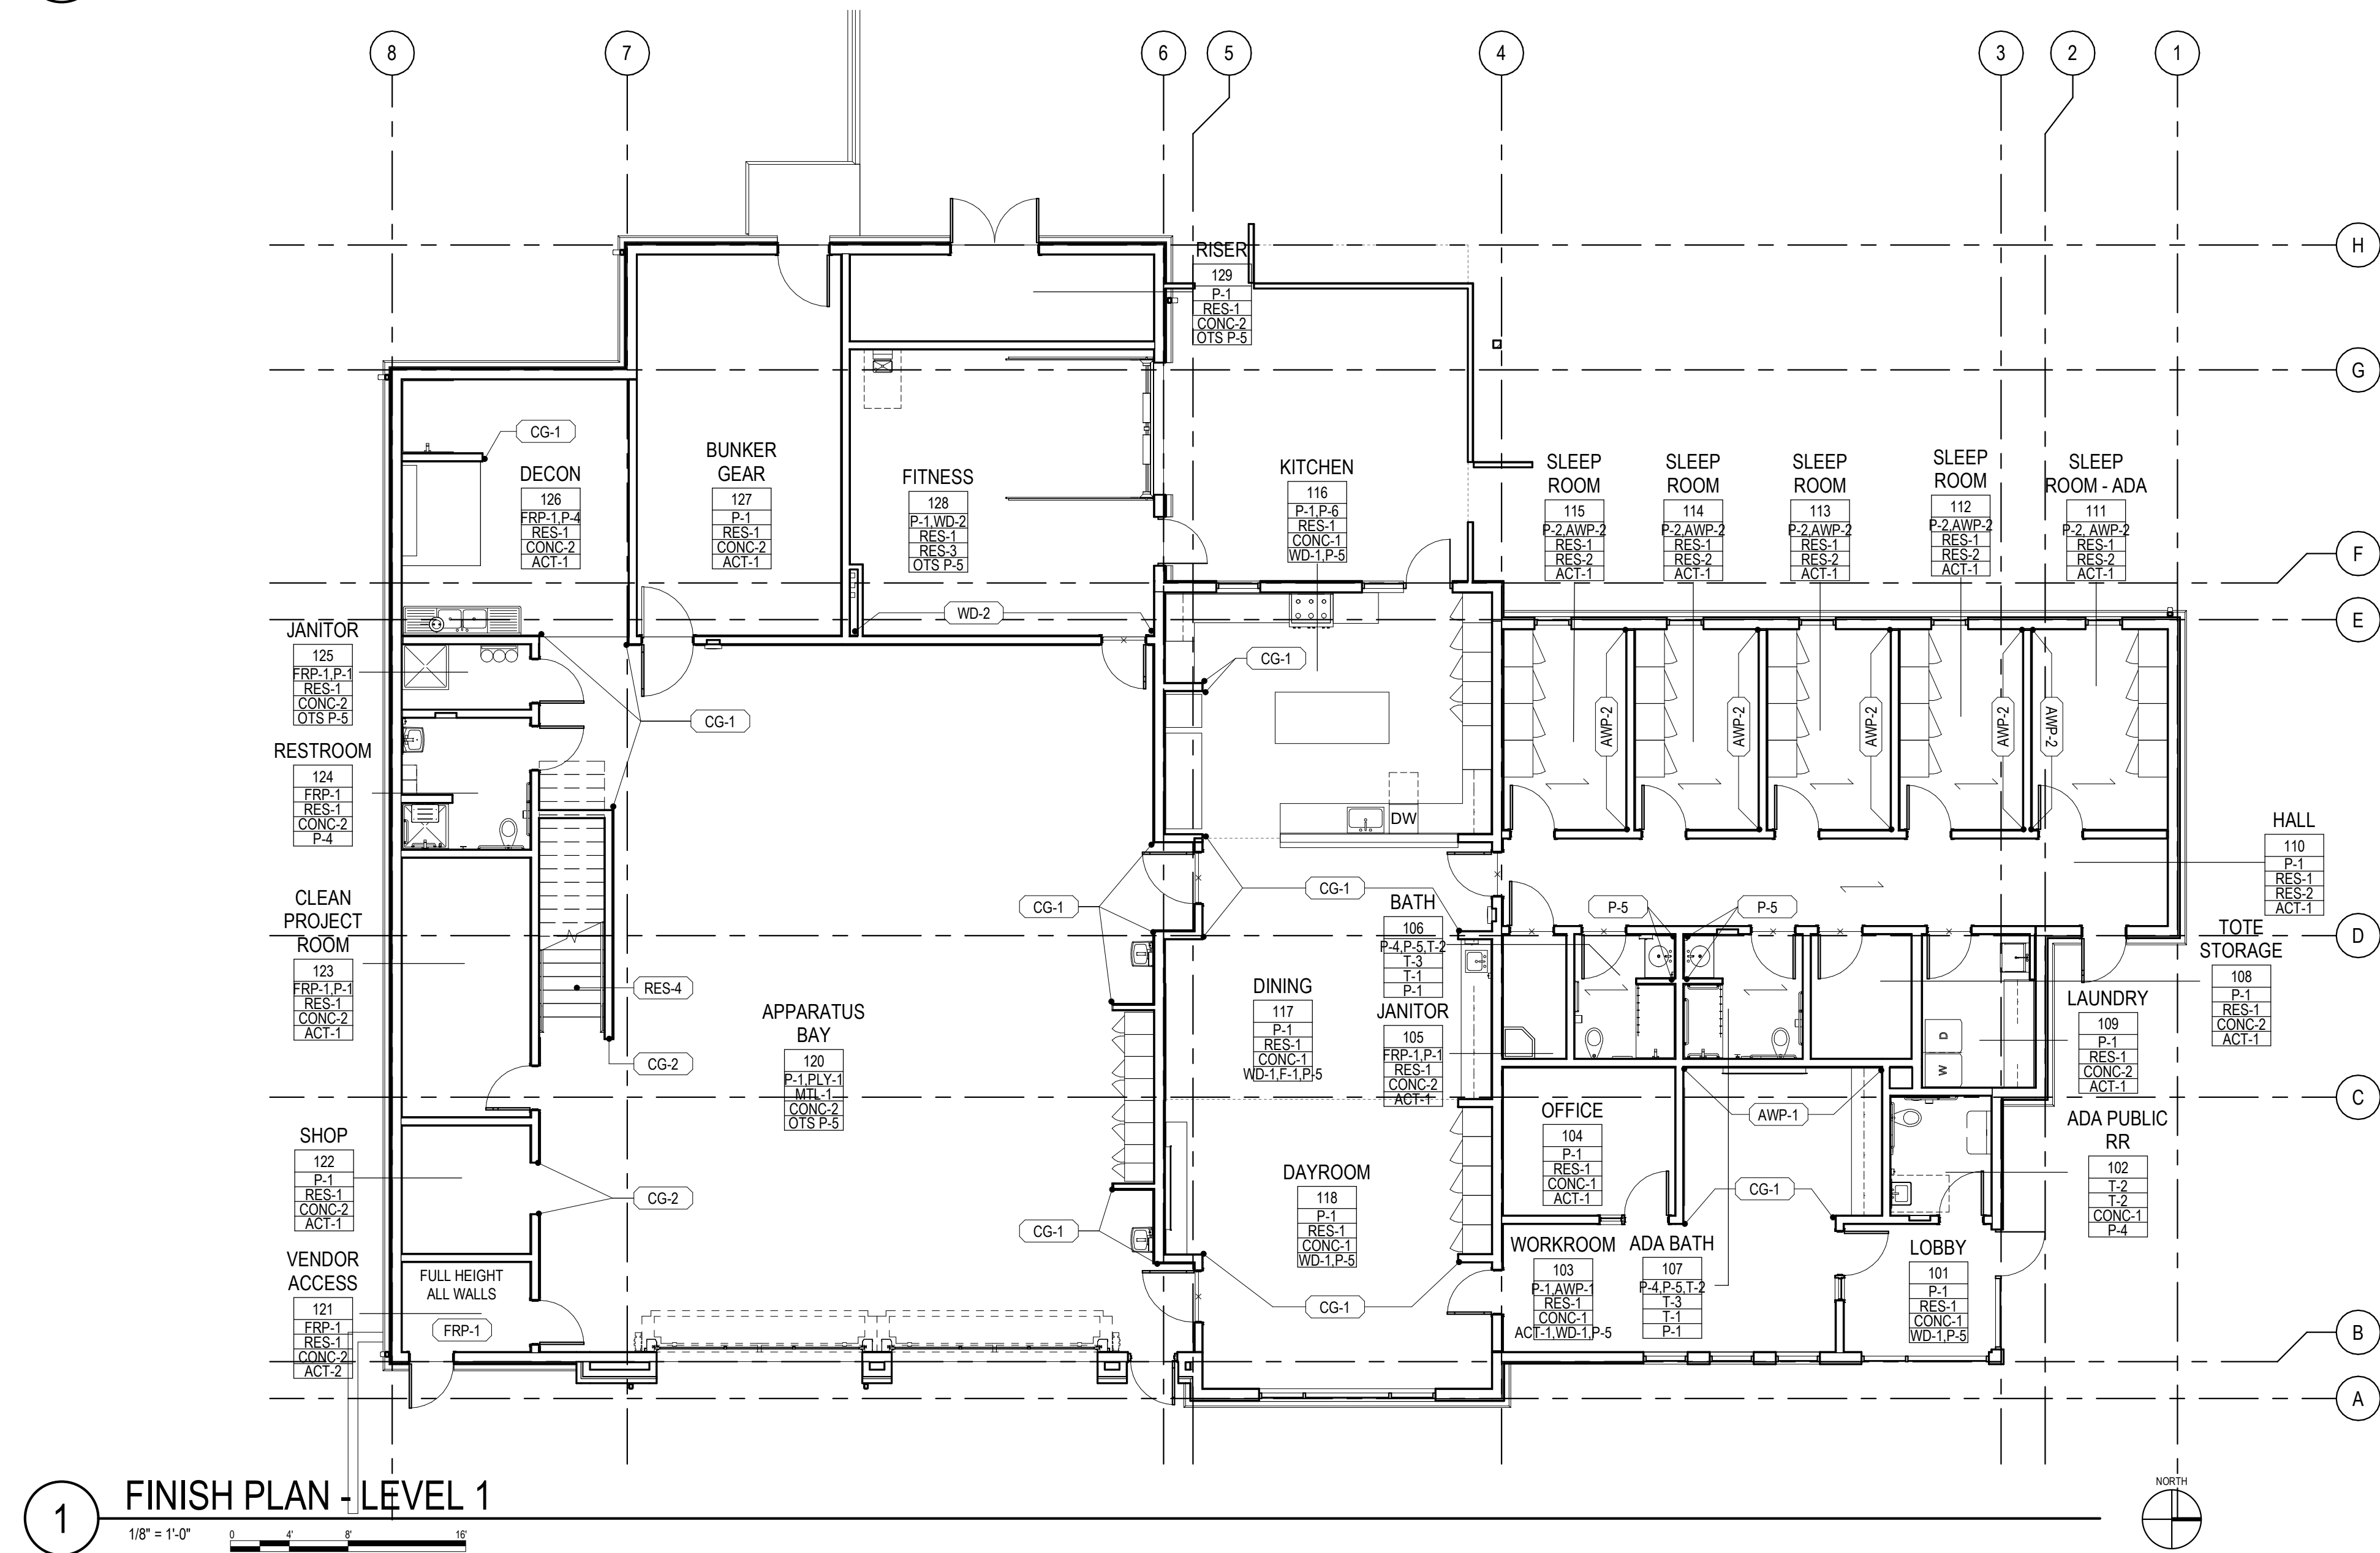 8
7
6
5
4
3
2
1
H
G
F
E
D
C
B
A
RISER
129
P-1
RES-1
CONC-2
OTS P-5
CG-1
DECON
126
FRP-1,P-4
RES-1
CONC-2
ACT-1
BUNKER
GEAR
127
P-1
RES-1
CONC-2
ACT-1
FITNESS
128
P-1,WD-2
RES-1
RES-3
OTS P-5
KITCHEN
116
P-1,P-6
RES-1
CONC-1
WD-1,P-5
SLEEP
ROOM
115
P-2,AWP-2
RES-1
RES-2
ACT-1
SLEEP
ROOM
114
P-2,AWP-2
RES-1
RES-2
ACT-1
SLEEP
ROOM
113
P-2,AWP-2
RES-1
RES-2
ACT-1
SLEEP
ROOM
112
P-2,AWP-2
RES-1
RES-2
ACT-1
SLEEP
ROOM - ADA
111
P-2, AWP-2
RES-1
RES-2
ACT-1
WD-2
JANITOR
125
FRP-1,P-1
RES-1
CONC-2
OTS P-5
CG-1
CG-1
AWP-2
AWP-2
AWP-2
AWP-2
AWP-2
RESTROOM
124
FRP-1
RES-1
CONC-2
P-4
DW
HALL
110
P-1
RES-1
RES-2
ACT-1
CLEAN
PROJECT
ROOM
123
FRP-1,P-1
RES-1
CONC-2
ACT-1
CG-1
CG-1
BATH
106
P-4,P-5,T-2
T-3
T-1
P-1
P-5
P-5
TOTE
STORAGE
108
P-1
RES-1
CONC-2
ACT-1
RES-4
APPARATUS
BAY
120
P-1,PLY-1
MTL-1
CONC-2
OTS P-5
DINING
117
P-1
RES-1
CONC-1
WD-1,F-1,P-5
JANITOR
105
FRP-1,P-1
RES-1
CONC-2
ACT-1
LAUNDRY
109
P-1
RES-1
CONC-2
ACT-1
D
W
CG-2
SHOP
122
P-1
RES-1
CONC-2
ACT-1
CG-2
CG-1
DAYROOM
118
P-1
RES-1
CONC-1
WD-1,P-5
OFFICE
104
P-1
RES-1
CONC-1
ACT-1
AWP-1
CG-1
ADA PUBLIC
RR
102
T-2
T-2
CONC-1
P-4
VENDOR
ACCESS
121
FRP-1
RES-1
CONC-2
ACT-2
FULL HEIGHT
ALL WALLS
FRP-1
CG-1
WORKROOM
103
P-1,AWP-1
RES-1
CONC-1
ACT-1,WD-1,P-5
ADA BATH
107
P-4,P-5,T-2
T-3
T-1
P-1
LOBBY
101
P-1
RES-1
CONC-1
WD-1,P-5
1
FINISH PLAN - LEVEL 1
1/8" = 1'-0"
0 4' 8' 16'
NORTH